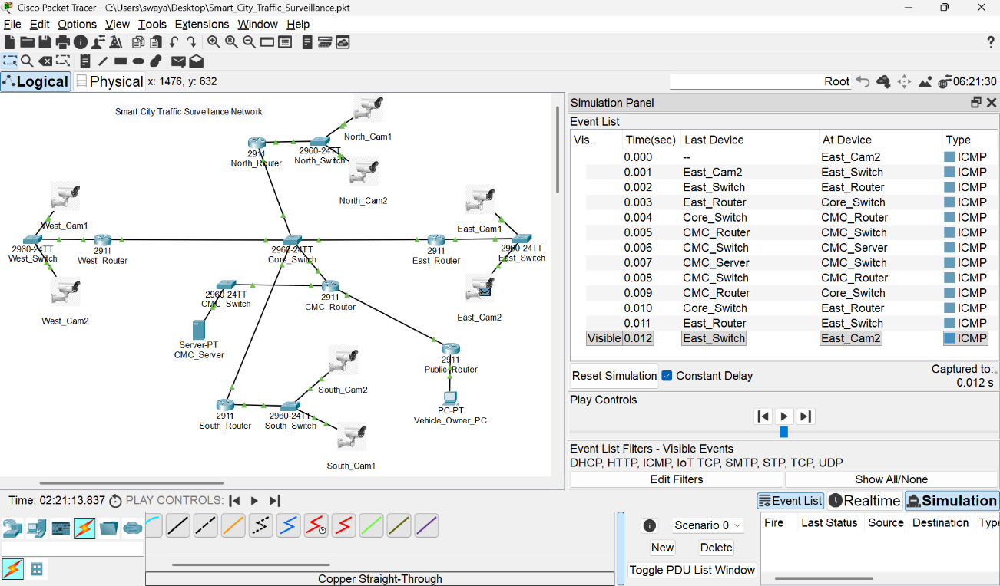 Cisco Packet Tracer - C:\Users\swaya\Desktop\Smart_City_Traffic_Surveillance.pkt
File Edit Options View Tools Extensions Window Help
Logical Physical x: 1476, y: 632
Root 06:21:30
Smart City Traffic Surveillance Network
North_Cam1
2911
North_Router
2960-24TT
North_Switch
North_Cam2
West_Cam1
2960-24TT
West_Switch
2911
West_Router
West_Cam2
2960-24TT
Core_Switch
2911
East_Router
East_Cam1
2960-24TT
East_Switch
East_Cam2
2960-24TT
CMC_Switch
2911
CMC_Router
Server-PT
CMC_Server
2911
Public_Router
PC-PT
Vehicle_Owner_PC
South_Cam2
2911
South_Router
2960-24TT
South_Switch
South_Cam1
Simulation Panel
Event List
Vis. Time(sec) Last Device At Device Type
0.000 -- East_Cam2 ICMP
0.001 East_Cam2 East_Switch ICMP
0.002 East_Switch East_Router ICMP
0.003 East_Router Core_Switch ICMP
0.004 Core_Switch CMC_Router ICMP
0.005 CMC_Router CMC_Switch ICMP
0.006 CMC_Switch CMC_Server ICMP
0.007 CMC_Server CMC_Switch ICMP
0.008 CMC_Switch CMC_Router ICMP
0.009 CMC_Router Core_Switch ICMP
0.010 Core_Switch East_Router ICMP
0.011 East_Router East_Switch ICMP
Visible 0.012 East_Switch East_Cam2 ICMP
Reset Simulation Constant Delay
Captured to:
0.012 s
Play Controls
Event List Filters - Visible Events
DHCP, HTTP, ICMP, IoT TCP, SMTP, STP, TCP, UDP
Edit Filters Show All/None
Time: 02:21:13.837 PLAY CONTROLS:
Event List Realtime Simulation
Scenario 0
New Delete
Toggle PDU List Window
Fire Last Status Source Destination Type
Copper Straight-Through